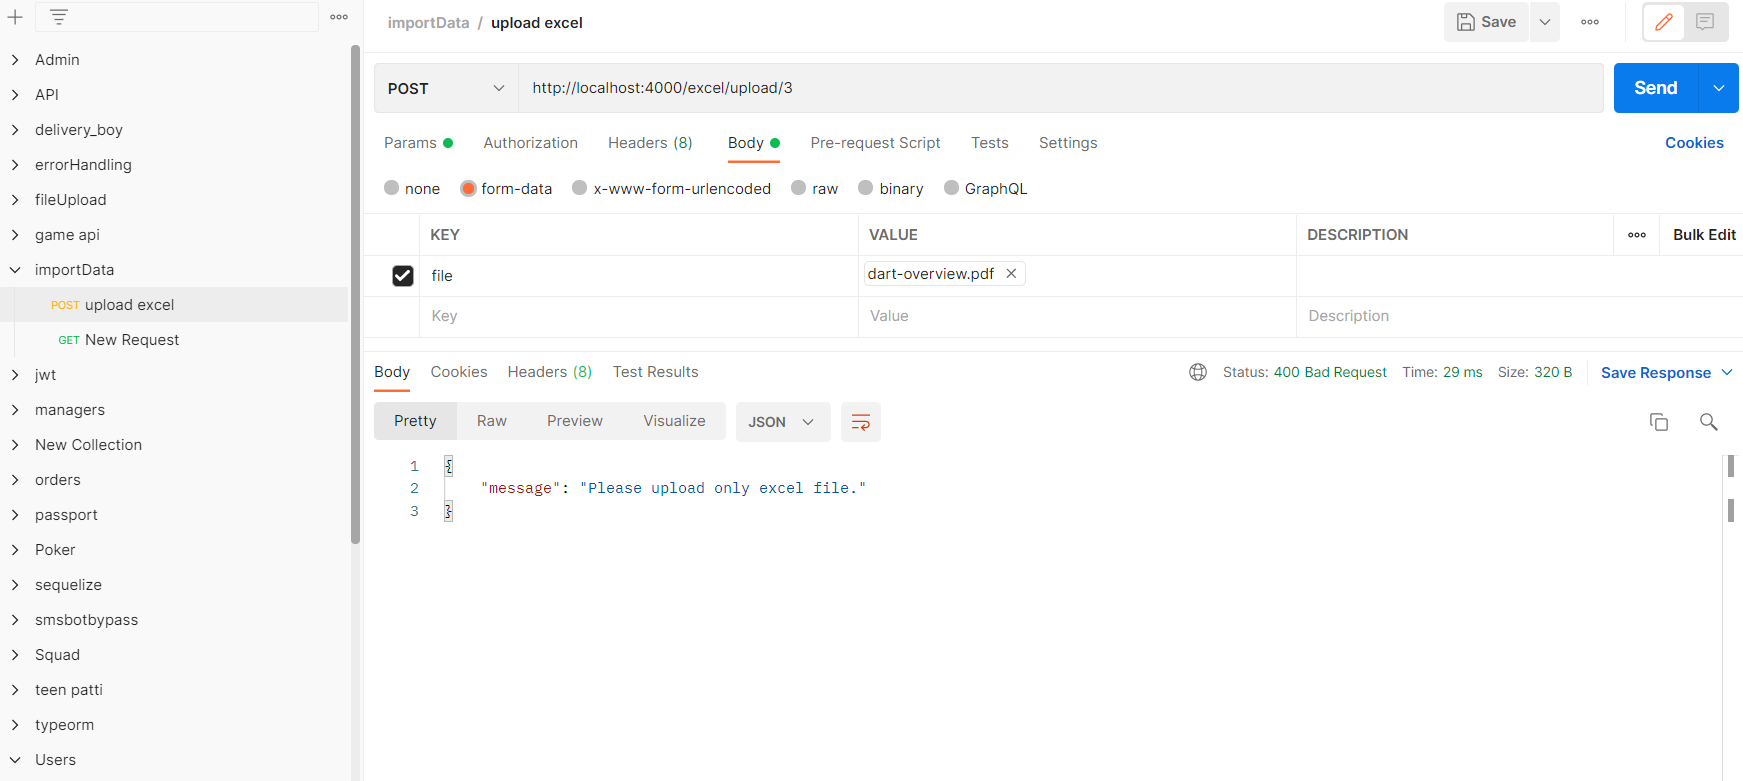 importData / upload excel
Save
Admin
API
delivery_boy
errorHandling
fileUpload
game api
importData
POST upload excel
GET New Request
jwt
managers
New Collection
orders
passport
Poker
sequelize
smsbotbypass
Squad
teen patti
typeorm
Users
POST http://localhost:4000/excel/upload/3 Send
Params Authorization Headers (8) Body Pre-request Script Tests Settings Cookies
none form-data x-www-form-urlencoded raw binary GraphQL
KEY VALUE DESCRIPTION Bulk Edit
file dart-overview.pdf
Key Value Description
Body Cookies Headers (8) Test Results Status: 400 Bad Request Time: 29 ms Size: 320 B Save Response
Pretty Raw Preview Visualize JSON
1 {
2 "message": "Please upload only excel file."
3 }